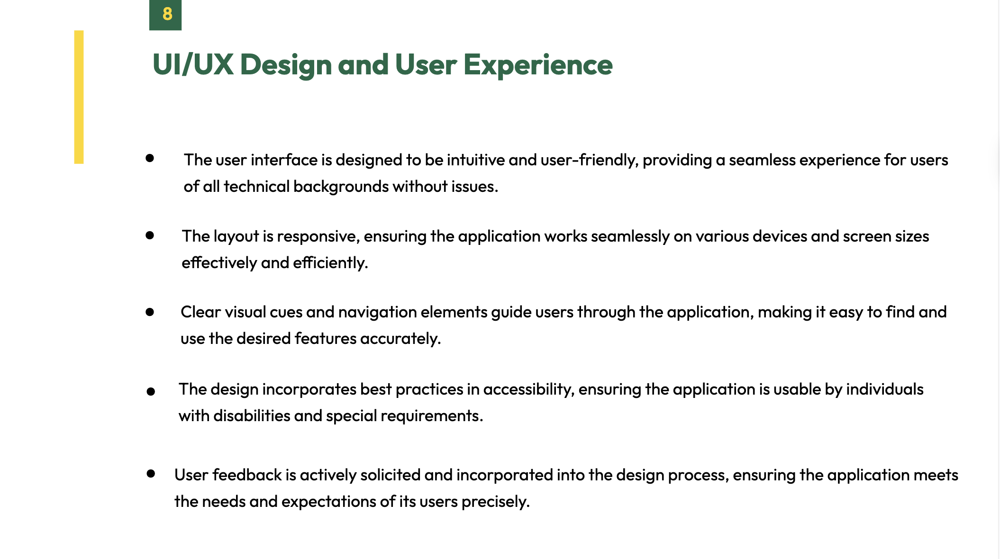 8
UI/UX Design and User Experience
● The user interface is designed to be intuitive and user-friendly, providing a seamless experience for users
of all technical backgrounds without issues.
● The layout is responsive, ensuring the application works seamlessly on various devices and screen sizes
effectively and efficiently.
● Clear visual cues and navigation elements guide users through the application, making it easy to find and
use the desired features accurately.
● The design incorporates best practices in accessibility, ensuring the application is usable by individuals
with disabilities and special requirements.
● User feedback is actively solicited and incorporated into the design process, ensuring the application meets
the needs and expectations of its users precisely.